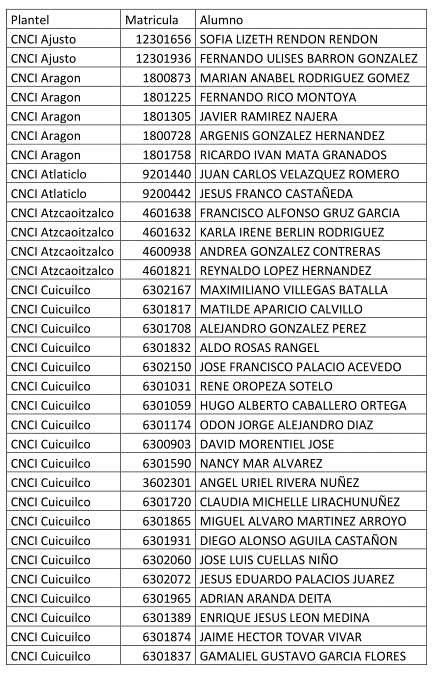 Plantel Matricula Alumno
CNCI Ajusto 12301656 SOFIA LIZETH RENDON RENDON
CNCI Ajusto 12301936 FERNANDO ULISES BARRON GONZALEZ
CNCI Aragon 1800873 MARIAN ANABEL RODRIGUEZ GOMEZ
CNCI Aragon 1801225 FERNANDO RICO MONTOYA
CNCI Aragon 1801305 JAVIER RAMIREZ NAJERA
CNCI Aragon 1800728 ARGENIS GONZALEZ HERNANDEZ
CNCI Aragon 1801758 RICARDO IVAN MATA GRANADOS
CNCI Atlaticlo 9201440 JUAN CARLOS VELAZQUEZ ROMERO
CNCI Atlaticlo 9200442 JESUS FRANCO CASTAÑEDA
CNCI Atzcaoitzalco 4601638 FRANCISCO ALFONSO GRUZ GARCIA
CNCI Atzcaoitzalco 4601632 KARLA IRENE BERLIN RODRIGUEZ
CNCI Atzcaoitzalco 4600938 ANDREA GONZALEZ CONTRERAS
CNCI Atzcaoitzalco 4601821 REYNALDO LOPEZ HERNANDEZ
CNCI Cuicuilco 6302167 MAXIMILIANO VILLEGAS BATALLA
CNCI Cuicuilco 6301817 MATILDE APARICIO CALVILLO
CNCI Cuicuilco 6301708 ALEJANDRO GONZALEZ PEREZ
CNCI Cuicuilco 6301832 ALDO ROSAS RANGEL
CNCI Cuicuilco 6302150 JOSE FRANCISCO PALACIO ACEVEDO
CNCI Cuicuilco 6301031 RENE OROPEZA SOTELO
CNCI Cuicuilco 6301059 HUGO ALBERTO CABALLERO ORTEGA
CNCI Cuicuilco 6301174 ODON JORGE ALEJANDRO DIAZ
CNCI Cuicuilco 6300903 DAVID MORENTIEL JOSE
CNCI Cuicuilco 6301590 NANCY MAR ALVAREZ
CNCI Cuicuilco 3602301 ANGEL URIEL RIVERA NUÑEZ
CNCI Cuicuilco 6301720 CLAUDIA MICHELLE LIRACHUNUÑEZ
CNCI Cuicuilco 6301865 MIGUEL ALVARO MARTINEZ ARROYO
CNCI Cuicuilco 6301931 DIEGO ALONSO AGUILA CASTAÑON
CNCI Cuicuilco 6302060 JOSE LUIS CUELLAS NIÑO
CNCI Cuicuilco 6302072 JESUS EDUARDO PALACIOS JUAREZ
CNCI Cuicuilco 6301965 ADRIAN ARANDA DEITA
CNCI Cuicuilco 6301389 ENRIQUE JESUS LEON MEDINA
CNCI Cuicuilco 6301874 JAIME HECTOR TOVAR VIVAR
CNCI Cuicuilco 6301837 GAMALIEL GUSTAVO GARCIA FLORES